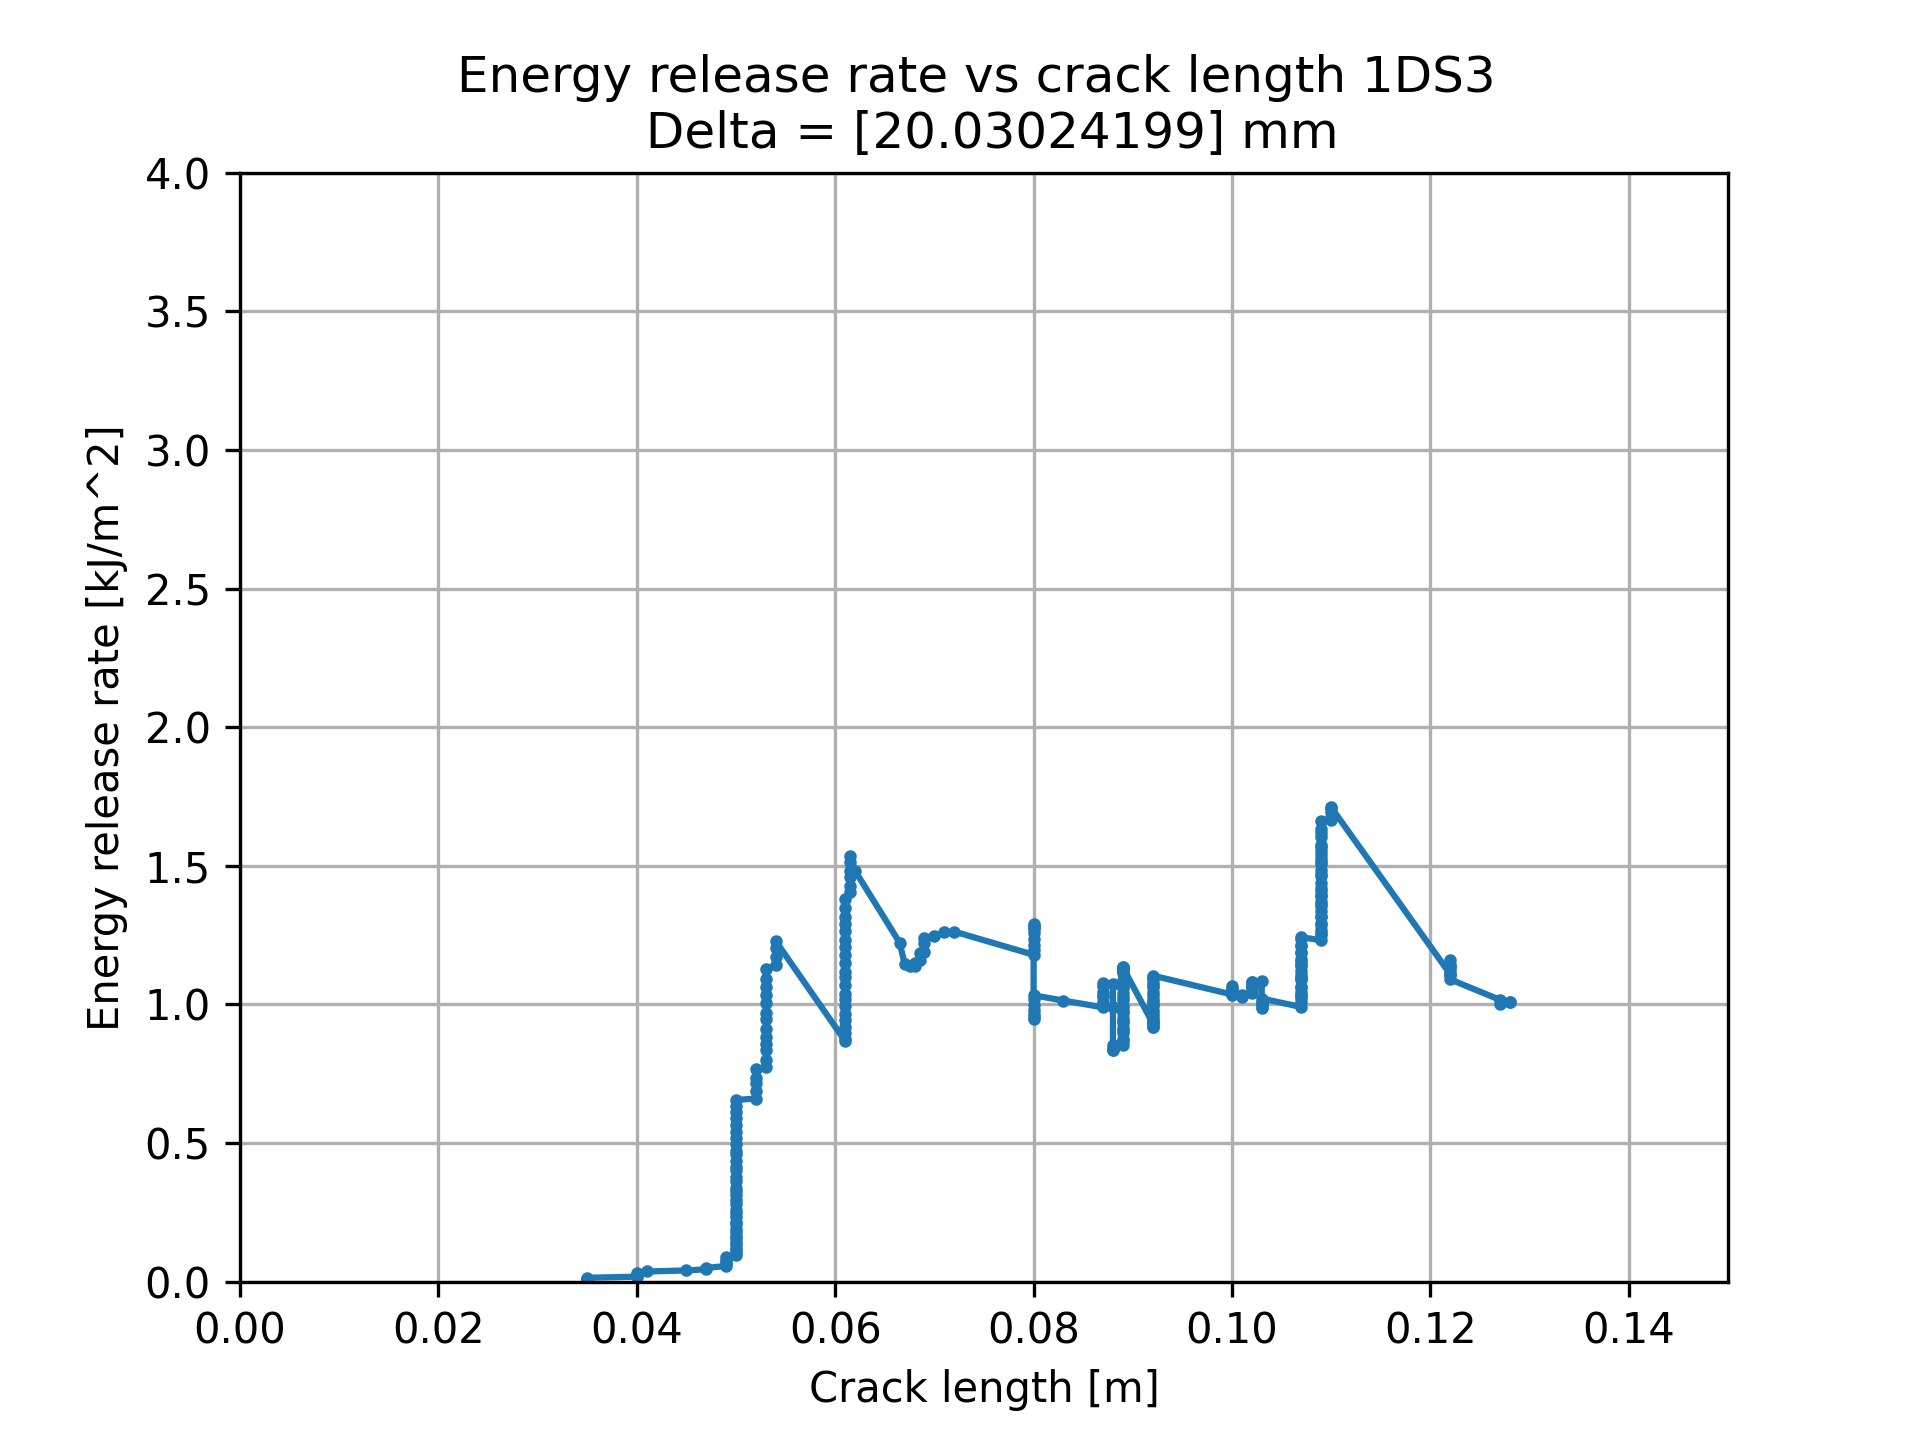 Energy release rate vs crack length 1DS3
Delta = [20.03024199] mm
4.0
3.5
3.0
2.5
2.0
1.5
1.0
0.5
0.0
Energy release rate [kJ/m^2]
0.00 0.02 0.04 0.06 0.08 0.10 0.12 0.14
Crack length [m]